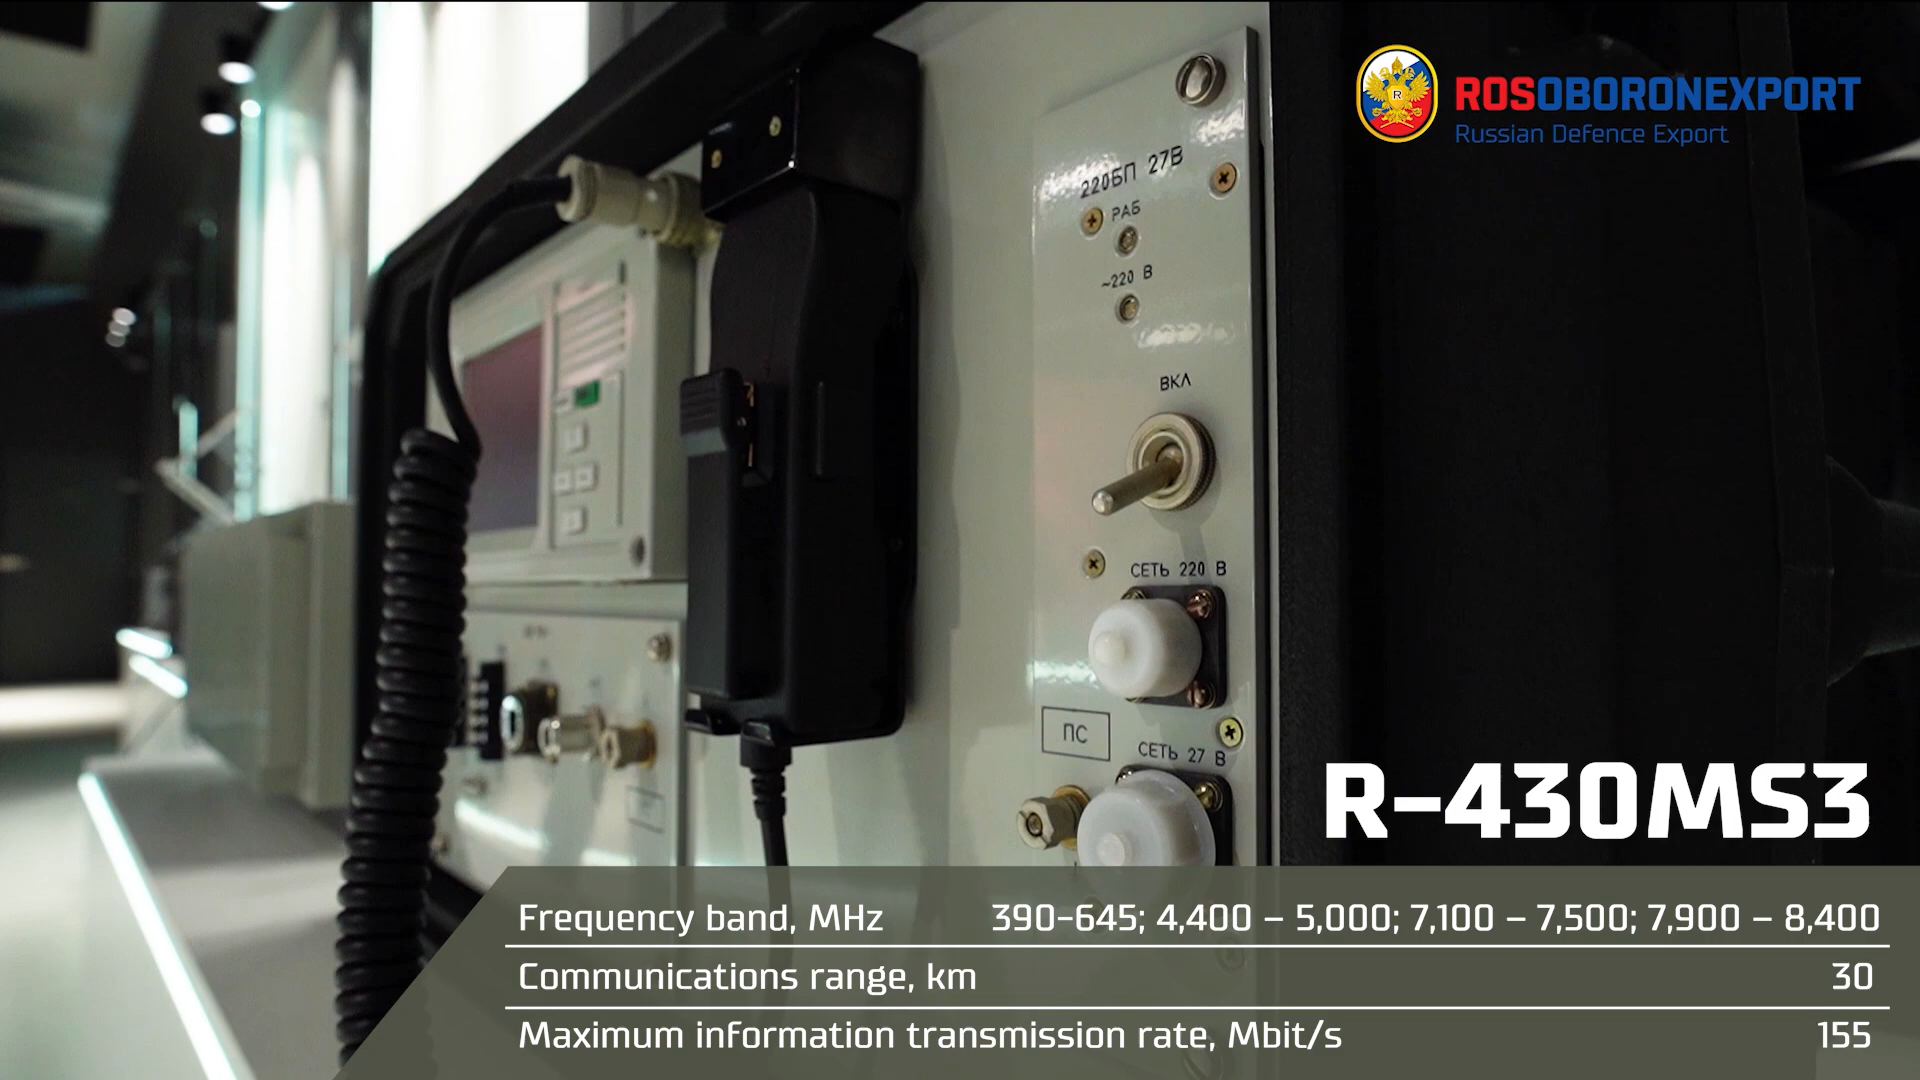 ROSOBORONEXPORT
Russian Defence Export
R
220БП 27В
РАБ
~220 В
ВКЛ
СЕТЬ 220 В
ПС
СЕТЬ 27 В
R-430MS3
Frequency band, MHz 390-645; 4,400 – 5,000; 7,100 – 7,500; 7,900 – 8,400
Communications range, km 30
Maximum information transmission rate, Mbit/s 155